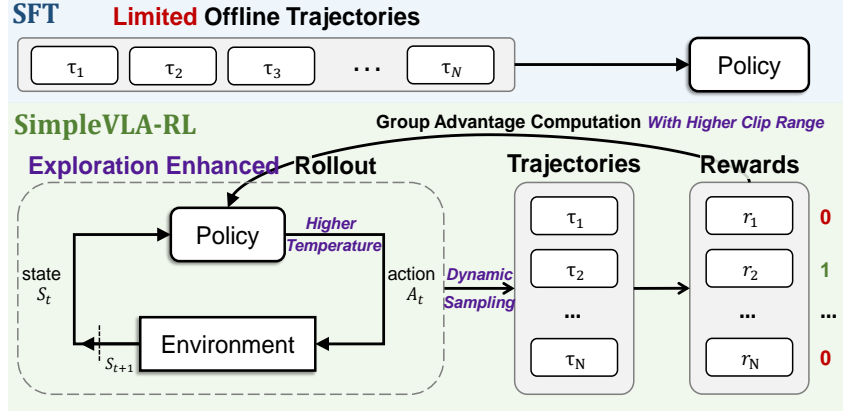 SFT
Limited Offline Trajectories
τ1 τ2 τ3 ... τN
Policy
SimpleVLA-RL
Group Advantage Computation With Higher Clip Range
Exploration Enhanced Rollout
Trajectories
Rewards
Policy
Higher
Temperature
state
St
action
At
Environment
St+1
Dynamic
Sampling
τ1
τ2
...
τN
r1
r2
...
rN
0
1
...
0